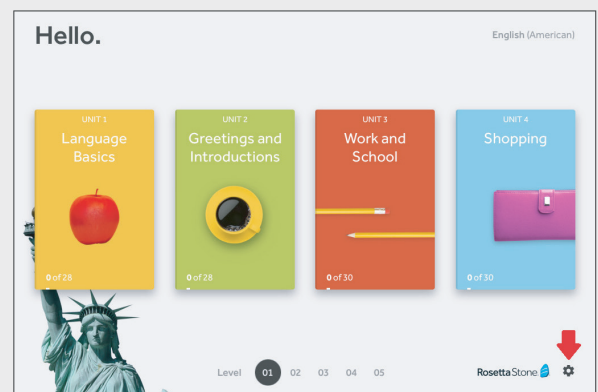 Hello.
English (American)
UNIT 1
Language
Basics
0 of 28
UNIT 2
Greetings and
Introductions
0 of 28
UNIT 3
Work and
School
0 of 30
UNIT 4
Shopping
0 of 30
Level 01 02 03 04 05
RosettaStone